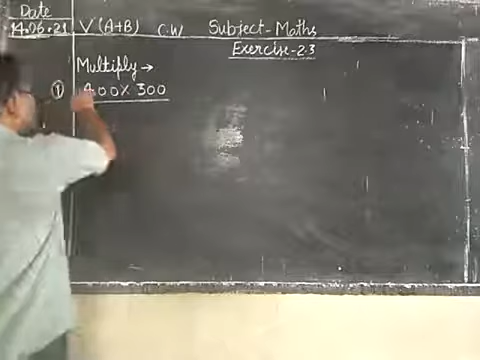 Date
14.06.21 V (A+B) C.W Subject-Maths
Exercise-2.3
Multiply →
① 400 × 300